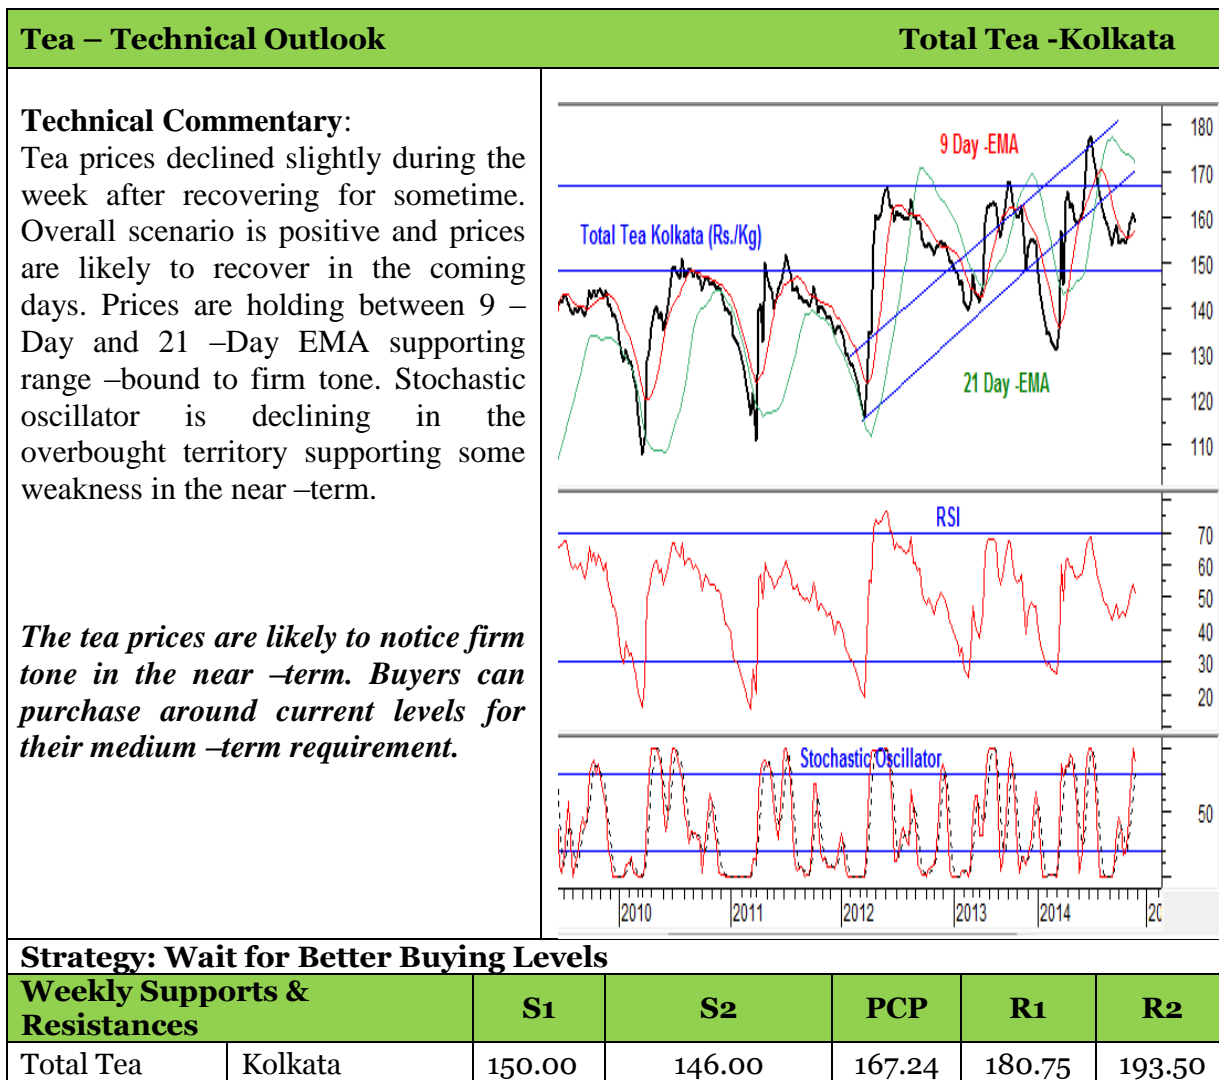 Tea – Technical Outlook Total Tea -Kolkata
Technical Commentary:
Tea prices declined slightly during the
week after recovering for sometime.
Overall scenario is positive and prices
are likely to recover in the coming
days. Prices are holding between 9 –
Day and 21 –Day EMA supporting
range –bound to firm tone. Stochastic
oscillator is declining in the
overbought territory supporting some
weakness in the near –term.
The tea prices are likely to notice firm
tone in the near –term. Buyers can
purchase around current levels for
their medium –term requirement.
9 Day -EMA
Total Tea Kolkata (Rs./Kg)
21 Day -EMA
180
170
160
150
140
130
120
110
RSI
70
60
50
40
30
20
Stochastic Oscillator
50
2010 2011 2012 2013 2014 20
Strategy: Wait for Better Buying Levels
Weekly Supports &
Resistances
S1 S2 PCP R1 R2
Total Tea Kolkata 150.00 146.00 167.24 180.75 193.50